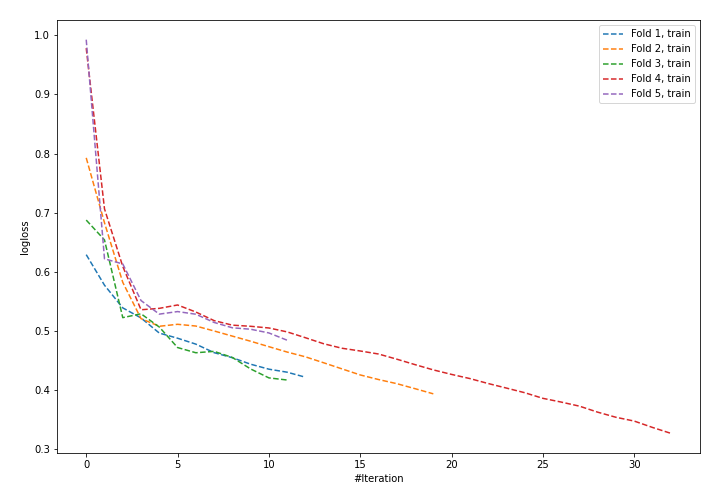 1.0
0.9
0.8
0.7
0.6
0.5
0.4
0.3
logloss
0 5 10 15 20 25 30
#Iteration
Fold 1, train
Fold 2, train
Fold 3, train
Fold 4, train
Fold 5, train